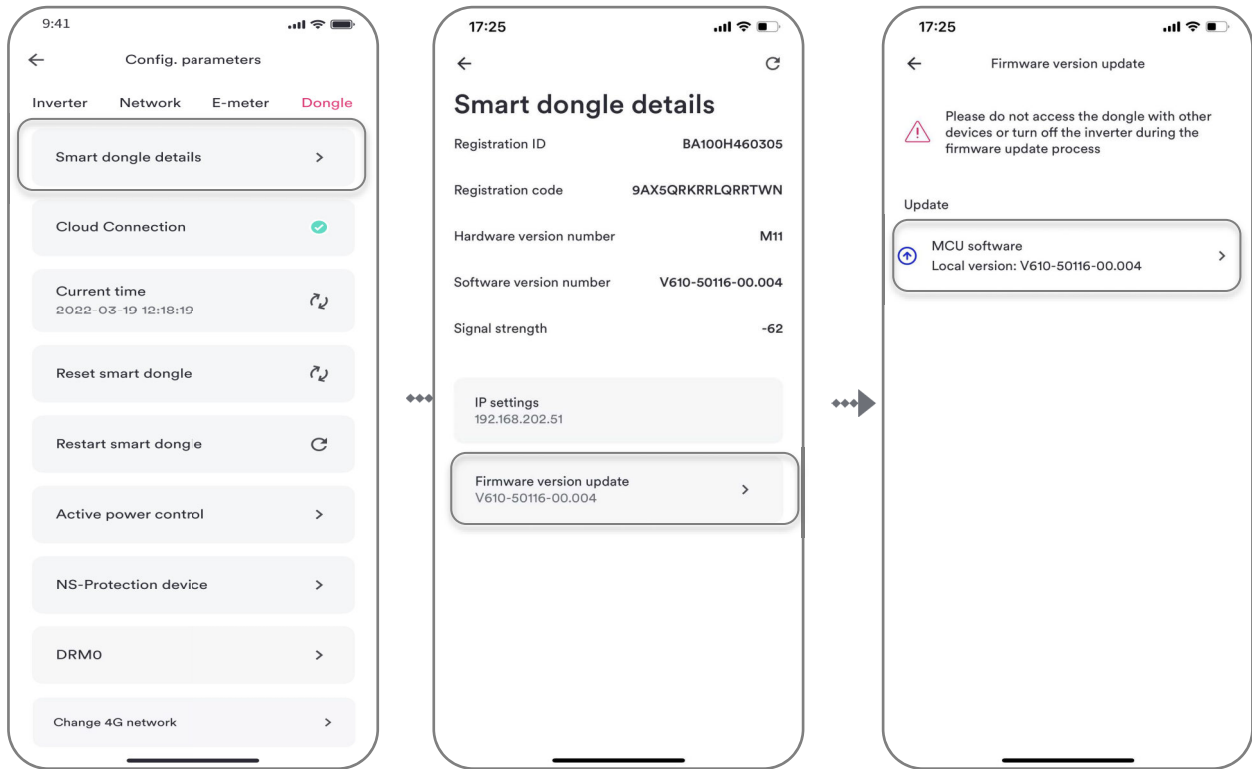 9:41
Config. parameters
Inverter Network E-meter Dongle
Smart dongle details
Cloud Connection
Current time
2022-03-19 12:18:19
Reset smart dongle
Restart smart dongle
Active power control
NS-Protection device
DRM0
Change 4G network
17:25
Smart dongle details
Registration ID BA100H460305
Registration code 9AX5QRKRRLQRRTWN
Hardware version number M11
Software version number V610-50116-00.004
Signal strength -62
IP settings
192.168.202.51
Firmware version update
V610-50116-00.004
17:25
Firmware version update
Please do not access the dongle with other
devices or turn off the inverter during the
firmware update process
Update
MCU software
Local version: V610-50116-00.004